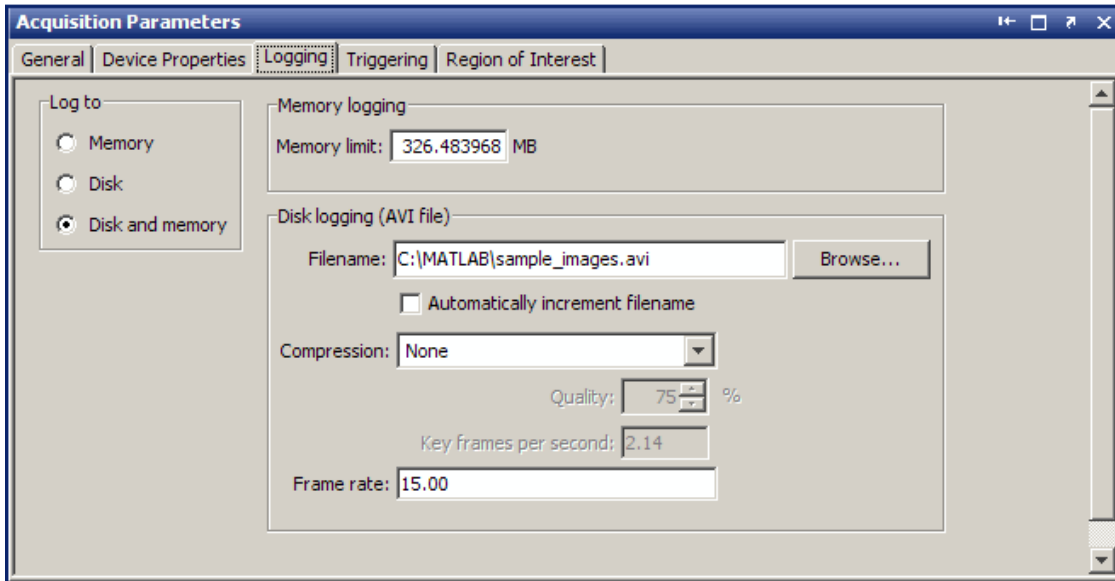 Acquisition Parameters
General Device Properties Logging Triggering Region of Interest
Log to
Memory
Disk
Disk and memory
Memory logging
Memory limit: 326.483968 MB
Disk logging (AVI file)
Filename: C:\MATLAB\sample_images.avi Browse...
Automatically increment filename
Compression: None
Quality: 75 %
Key frames per second: 2.14
Frame rate: 15.00